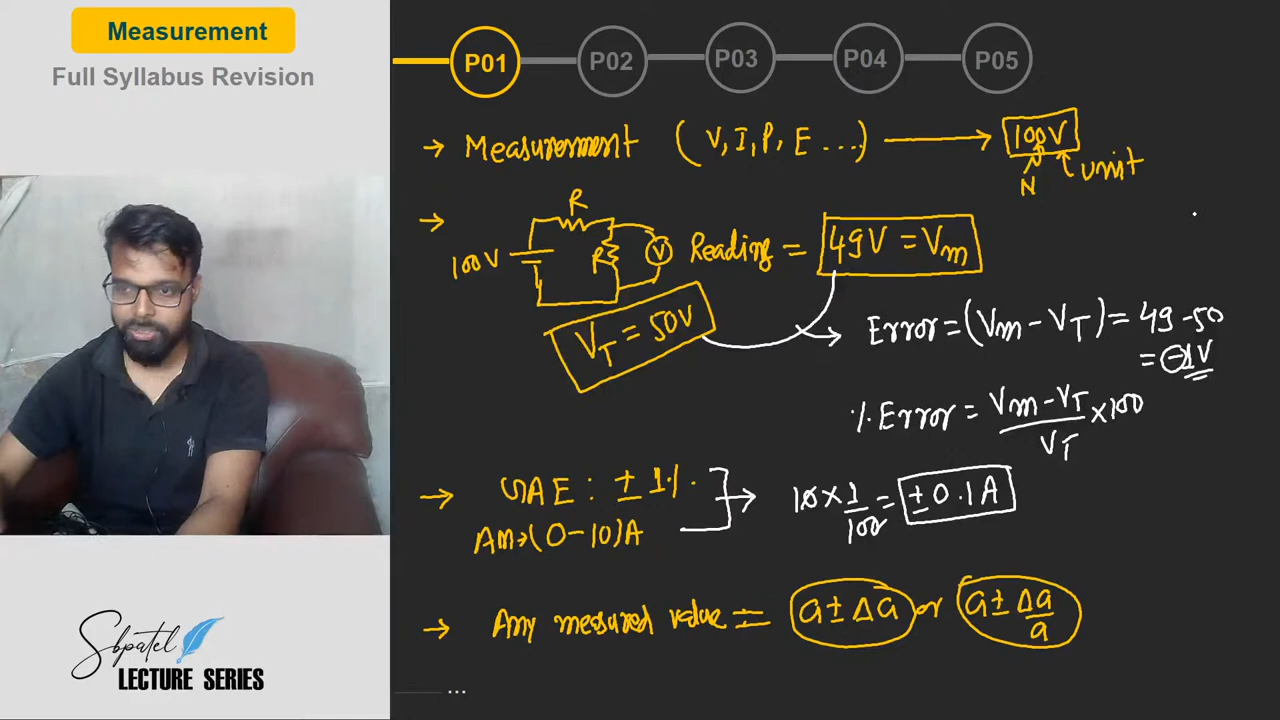 Measurement
Full Syllabus Revision
P01 P02 P03 P04 P05
→ Measurement (V, I, P, E ...) → 100V
N unit
→ R
100V R V Reading = 49V = Vm
VT = 50V
Error = (Vm - VT) = 49 - 50
= -1V
% Error = (Vm - VT)/VT × 100
→ GAE : ± 1%.
Am→(0-10)A
10 × 1/100 = ± 0.1A
→ Any measured value = a ± Δa or a ± Δa/a
Sbpatel
LECTURE SERIES
...